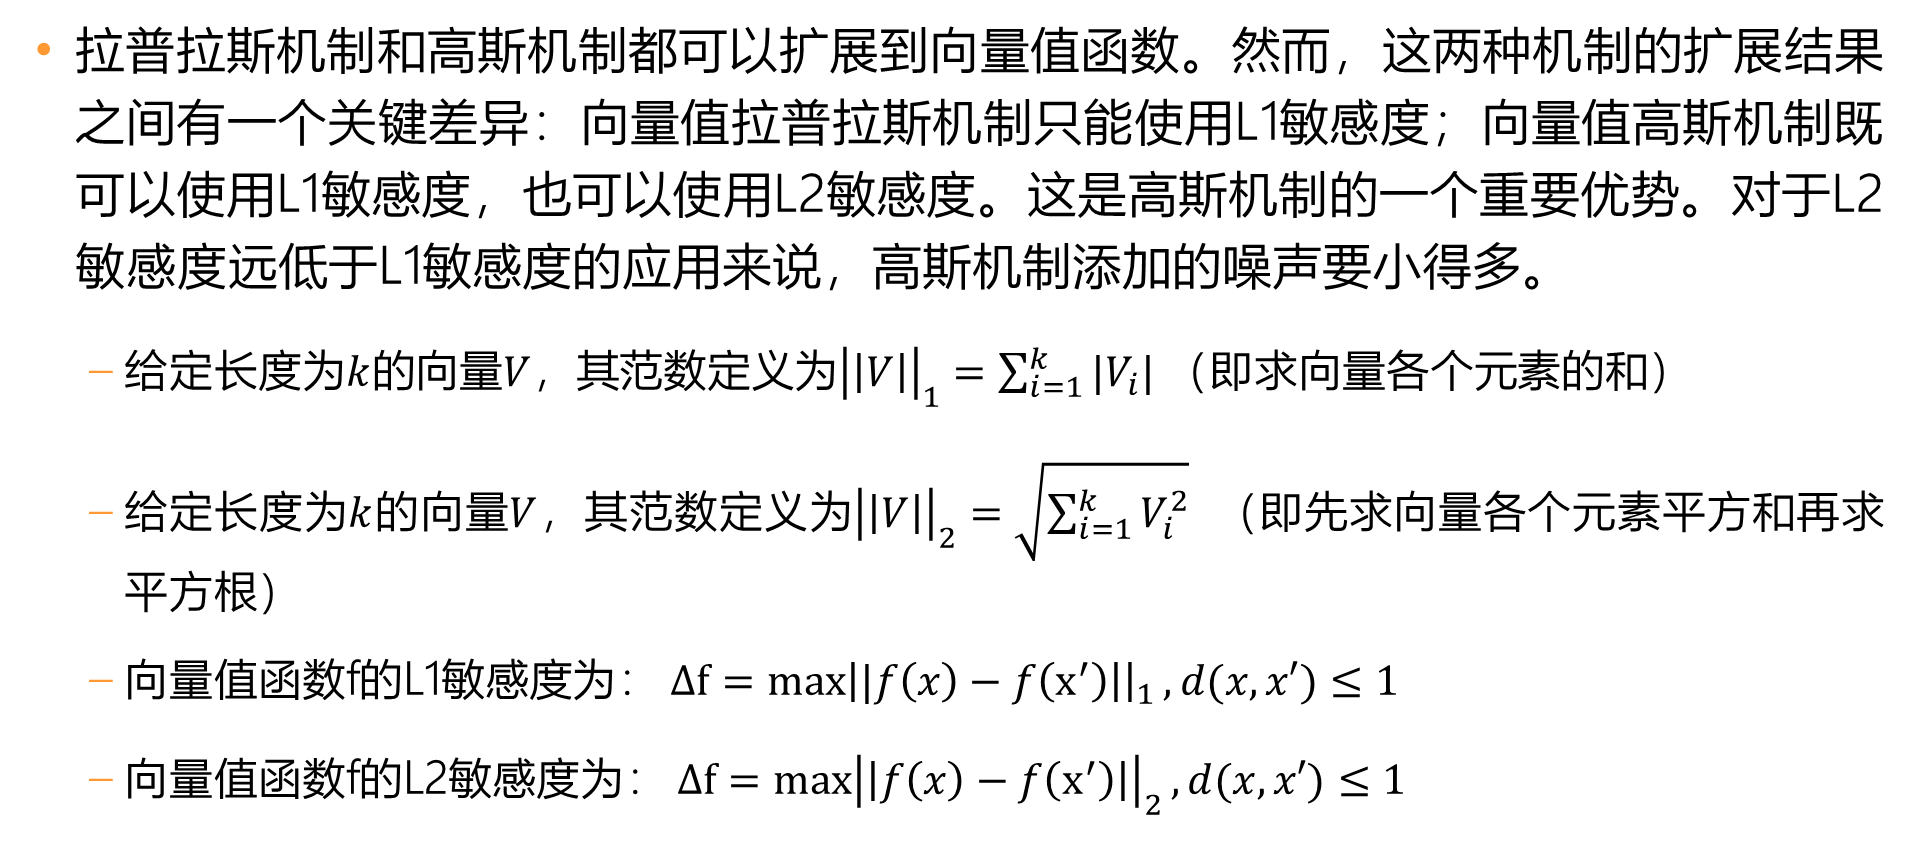 • 拉普拉斯机制和高斯机制都可以扩展到向量值函数。然而，这两种机制的扩展结果
之间有一个关键差异：向量值拉普拉斯机制只能使用L1敏感度；向量值高斯机制既
可以使用L1敏感度，也可以使用L2敏感度。这是高斯机制的一个重要优势。对于L2
敏感度远低于L1敏感度的应用来说，高斯机制添加的噪声要小得多。
– 给定长度为k的向量V，其范数定义为||V||₁ = ∑ᵢ₌₁ᵏ |Vᵢ| （即求向量各个元素的和）
– 给定长度为k的向量V，其范数定义为||V||₂ = √(∑ᵢ₌₁ᵏ Vᵢ²) （即先求向量各个元素平方和再求
平方根）
– 向量值函数f的L1敏感度为： Δf = max||f(x) − f(x′)||₁ , d(x, x′) ≤ 1
– 向量值函数f的L2敏感度为： Δf = max||f(x) − f(x′)||₂ , d(x, x′) ≤ 1